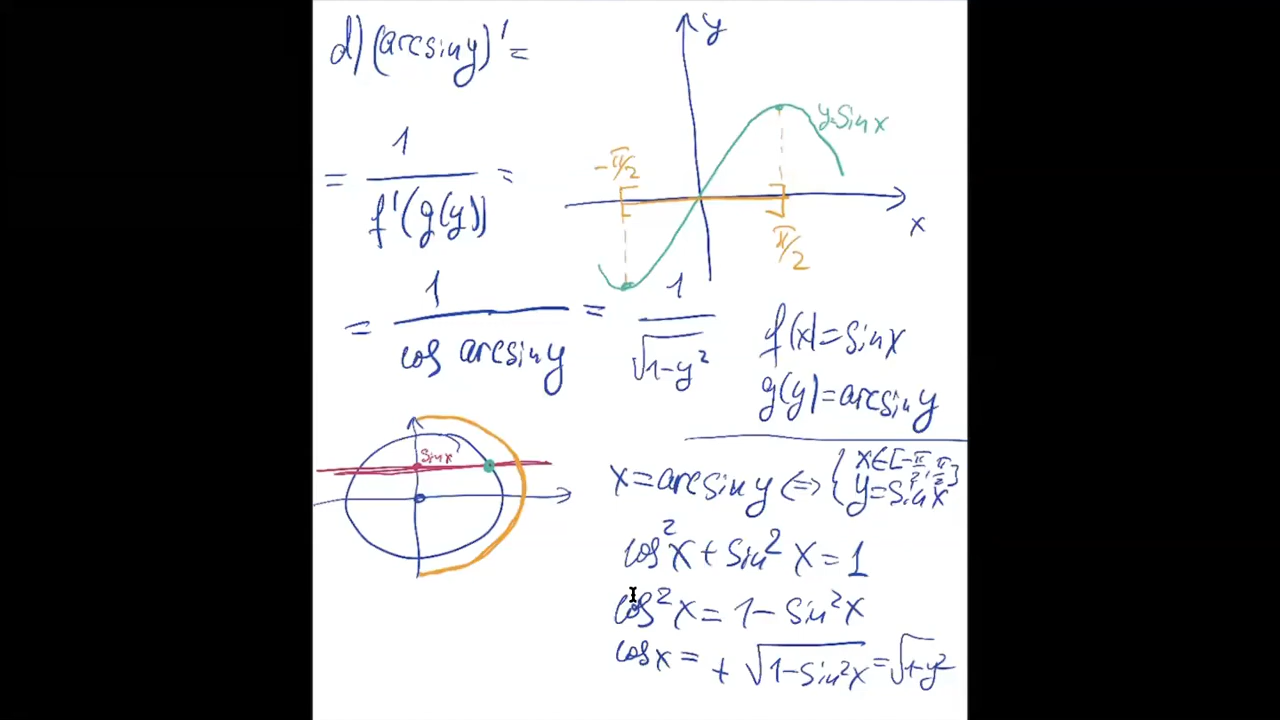 d) (arcsin y)' =
= 1 / f'(g(y)) =
= 1 / cos arcsin y = 1 / √(1-y²)
y
y=sin x
-π/2
x
π/2
f(x)=sin x
g(y)=arcsin y
sin x
x=arcsin y ⇔ { x∈[-π/2; π/2]
y=sin x
cos² x + sin² x = 1
cos² x = 1 - sin² x
cos x = + √(1-sin² x) = √(1-y²)